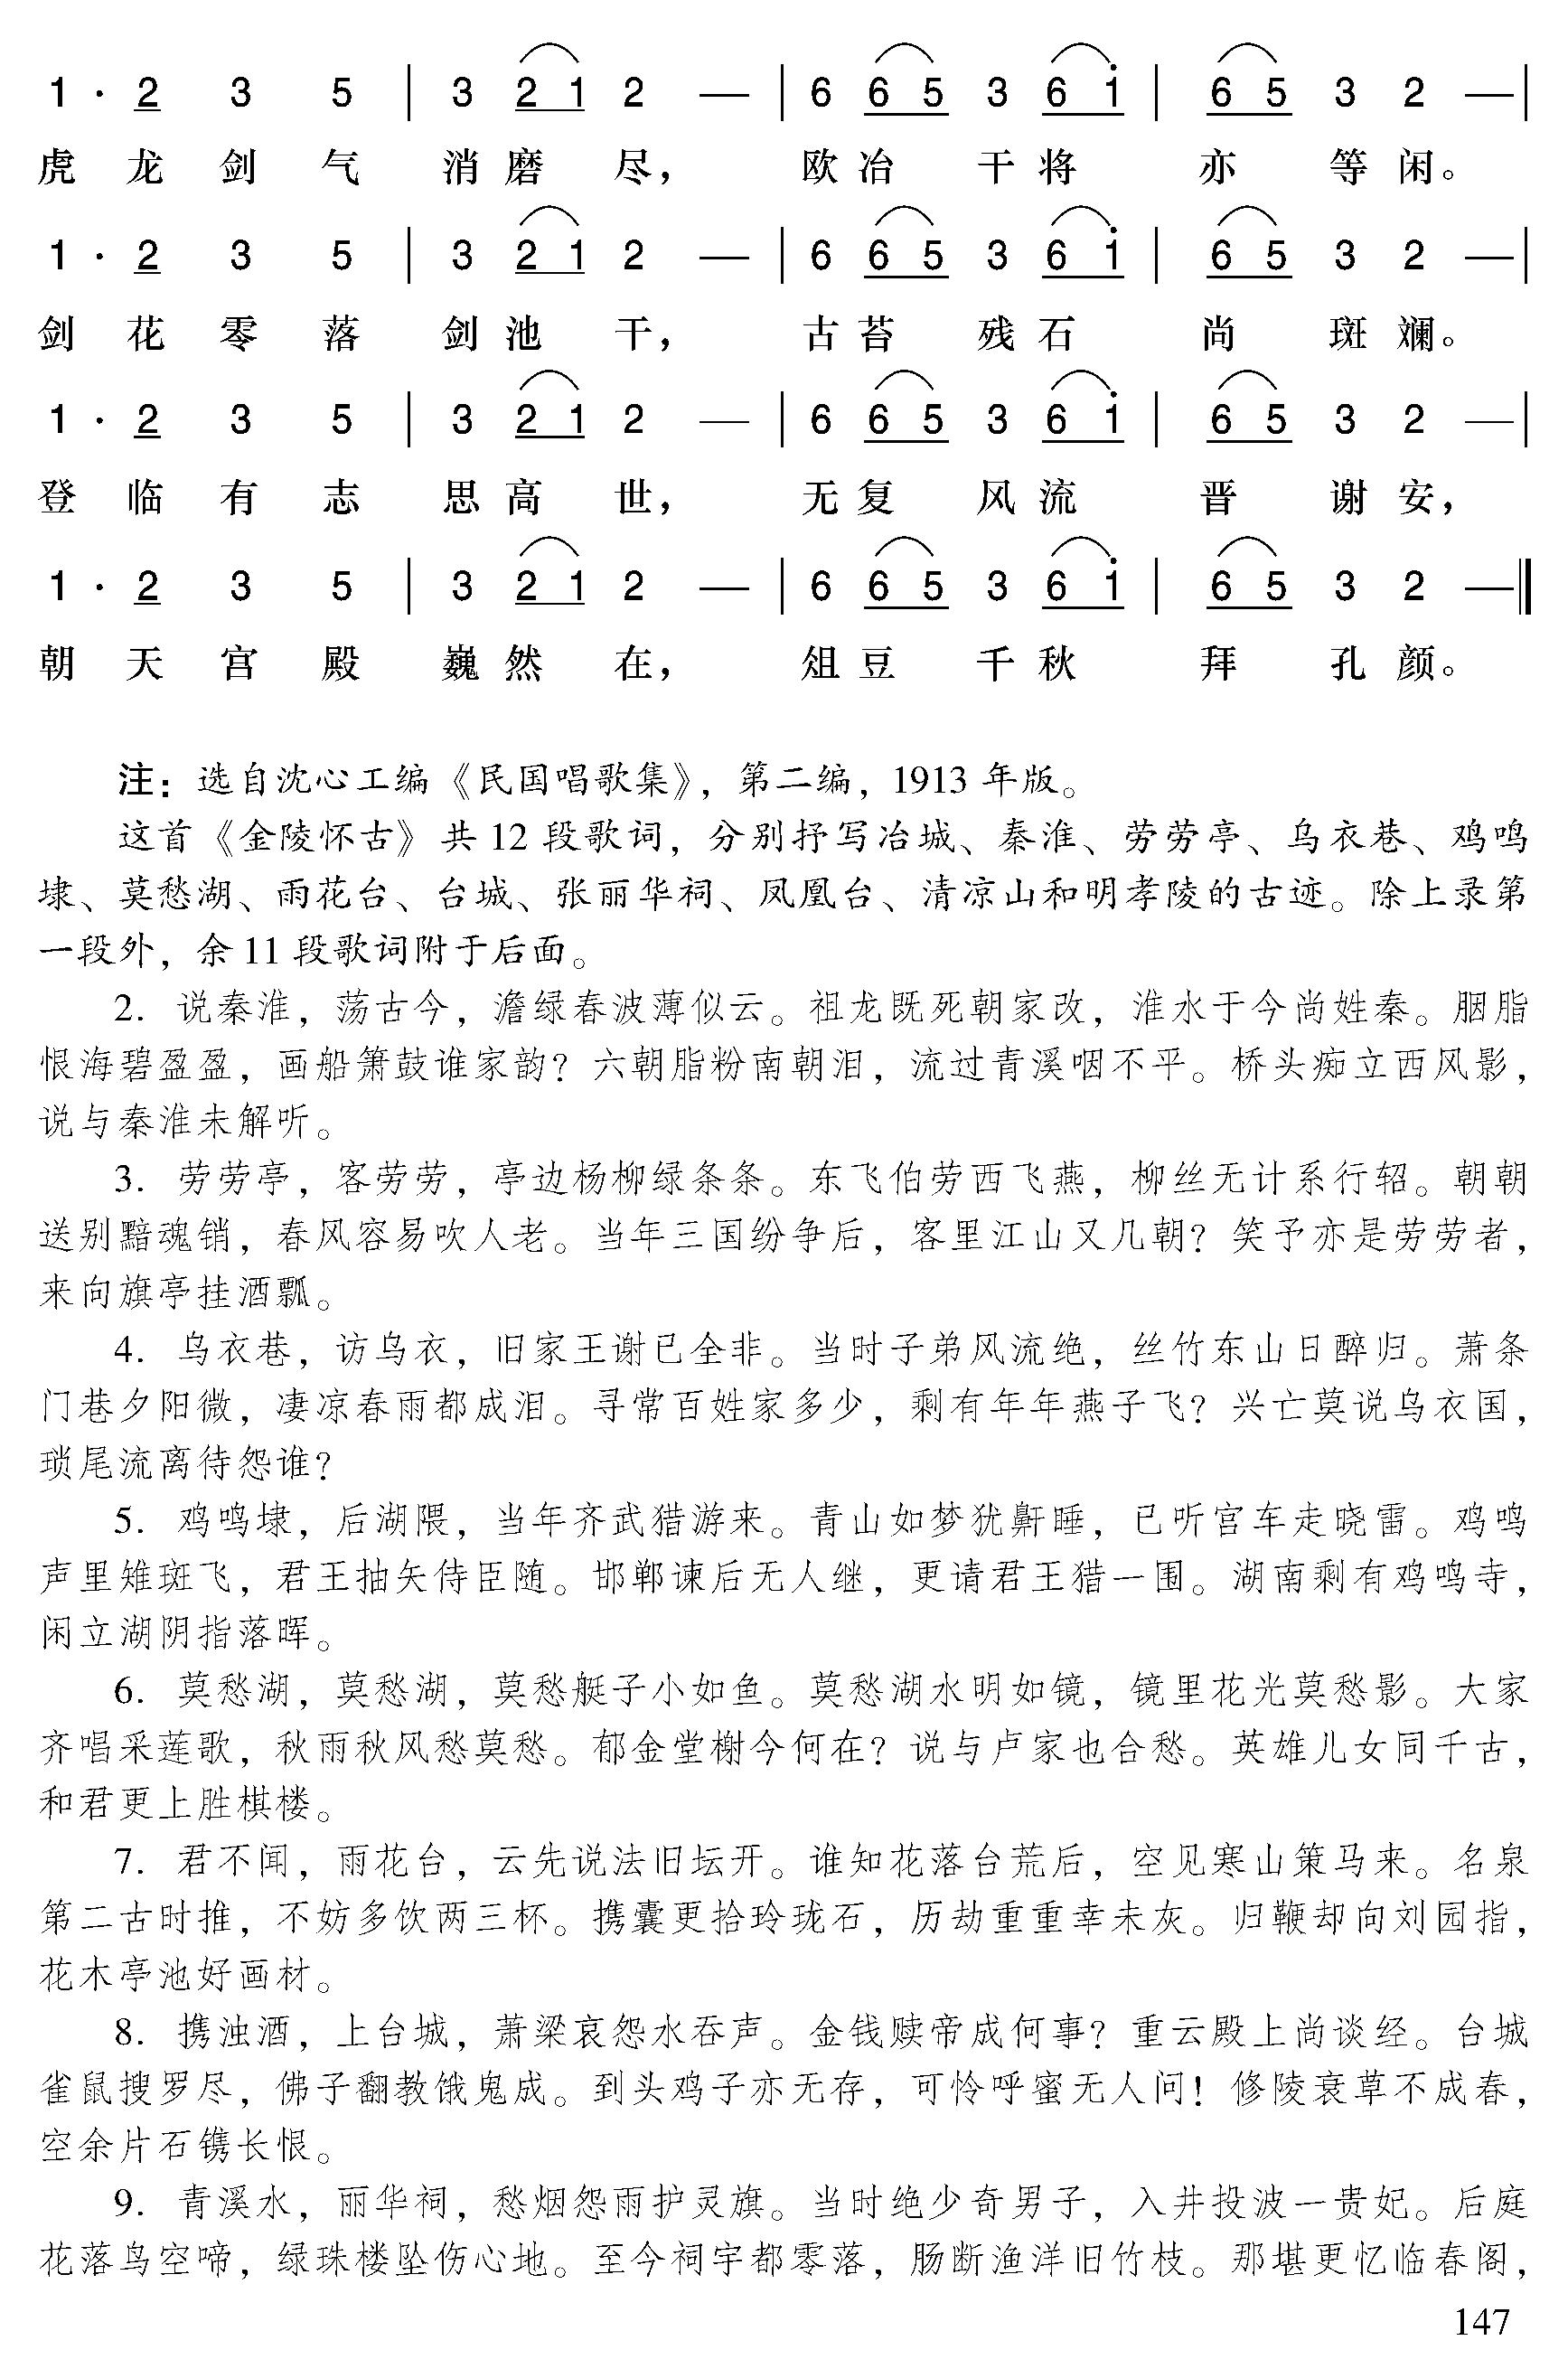 1 · 2 3 5 | 3 2 1 2 — | 6 6 5 3 6 1̇ | 6 5 3 2 — |
虎龙剑气消磨尽，欧冶干将亦等闲。
1 · 2 3 5 | 3 2 1 2 — | 6 6 5 3 6 1̇ | 6 5 3 2 — |
剑花零落剑池干，古苔残石尚斑斓。
1 · 2 3 5 | 3 2 1 2 — | 6 6 5 3 6 1̇ | 6 5 3 2 — |
登临有志思高世，无复风流晋谢安，
1 · 2 3 5 | 3 2 1 2 — | 6 6 5 3 6 1̇ | 6 5 3 2 — ‖
朝天宫殿巍然在，俎豆千秋拜孔颜。
注：选自沈心工编《民国唱歌集》，第二编，1913 年版。
这首《金陵怀古》共 12 段歌词，分别抒写冶城、秦淮、劳劳亭、乌衣巷、鸡鸣
埭、莫愁湖、雨花台、台城、张丽华祠、凤凰台、清凉山和明孝陵的古迹。除上录第
一段外，余 11 段歌词附于后面。
2. 说秦淮，荡古今，澹绿春波薄似云。祖龙既死朝家改，淮水于今尚姓秦。胭脂
恨海碧盈盈，画船箫鼓谁家韵？六朝脂粉南朝泪，流过青溪咽不平。桥头痴立西风影，
说与秦淮未解听。
3. 劳劳亭，客劳劳，亭边杨柳绿条条。东飞伯劳西飞燕，柳丝无计系行轺。朝朝
送别黯魂销，春风容易吹人老。当年三国纷争后，客里江山又几朝？笑予亦是劳劳者，
来向旗亭挂酒瓢。
4. 乌衣巷，访乌衣，旧家王谢已全非。当时子弟风流绝，丝竹东山日醉归。萧条
门巷夕阳微，凄凉春雨都成泪。寻常百姓家多少，剩有年年燕子飞？兴亡莫说乌衣国，
琐尾流离待怨谁？
5. 鸡鸣埭，后湖隈，当年齐武猎游来。青山如梦犹鼾睡，已听宫车走晓雷。鸡鸣
声里雉斑飞，君王抽矢侍臣随。邯郸谏后无人继，更请君王猎一围。湖南剩有鸡鸣寺，
闲立湖阴指落晖。
6. 莫愁湖，莫愁湖，莫愁艇子小如鱼。莫愁湖水明如镜，镜里花光莫愁影。大家
齐唱采莲歌，秋雨秋风愁莫愁。郁金堂榭今何在？说与卢家也合愁。英雄儿女同千古，
和君更上胜棋楼。
7. 君不闻，雨花台，云先说法旧坛开。谁知花落台荒后，空见寒山策马来。名泉
第二古时推，不妨多饮两三杯。携囊更拾玲珑石，历劫重重幸未灰。归鞭却向刘园指，
花木亭池好画材。
8. 携浊酒，上台城，萧梁哀怨水吞声。金钱赎帝成何事？重云殿上尚谈经。台城
雀鼠搜罗尽，佛子翻教饿鬼成。到头鸡子亦无存，可怜呼蜜无人问！修陵衰草不成春，
空余片石镌长恨。
9. 青溪水，丽华祠，愁烟怨雨护灵旗。当时绝少奇男子，入井投波一贵妃。后庭
花落鸟空啼，绿珠楼坠伤心地。至今祠宇都零落，肠断渔洋旧竹枝。那堪更忆临春阁，
147